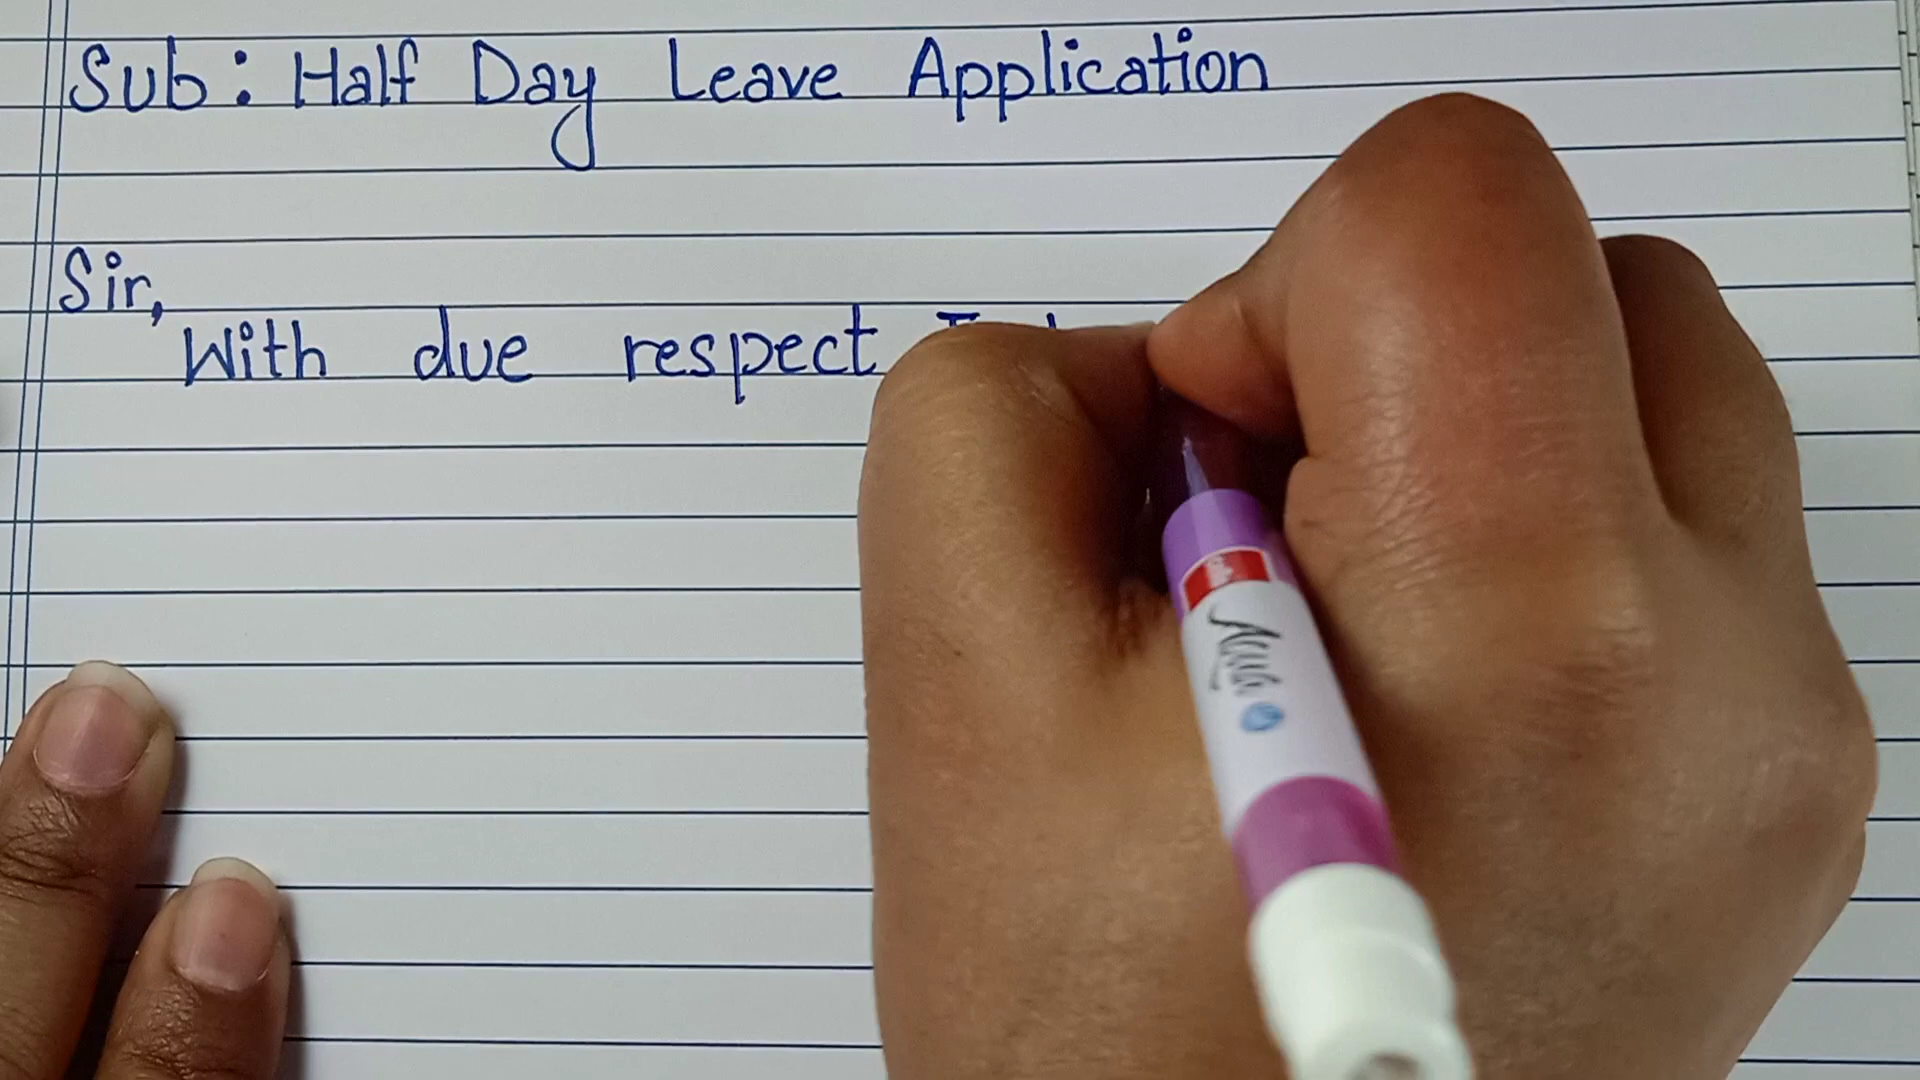 Sub: Half Day Leave Application
Sir,
With due respect